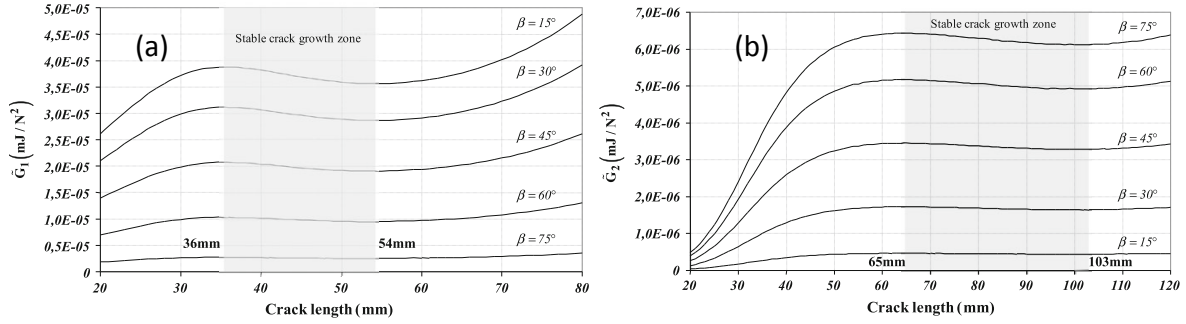 5,0E-05
4,5E-05
4,0E-05
3,5E-05
3,0E-05
2,5E-05
2,0E-05
1,5E-05
1,0E-05
0,5E-05
0
G̃₁ (mJ / N²)
(a)
Stable crack growth zone
β = 15°
β = 30°
β = 45°
β = 60°
β = 75°
36mm
54mm
20 30 40 50 60 70 80
Crack length (mm)
7,0E-06
6,0E-06
5,0E-06
4,0E-06
3,0E-06
2,0E-06
1,0E-06
0
G̃₂ (mJ / N²)
(b)
Stable crack growth zone
β = 75°
β = 60°
β = 45°
β = 30°
β = 15°
65mm
103mm
20 30 40 50 60 70 80 90 100 110 120
Crack length (mm)